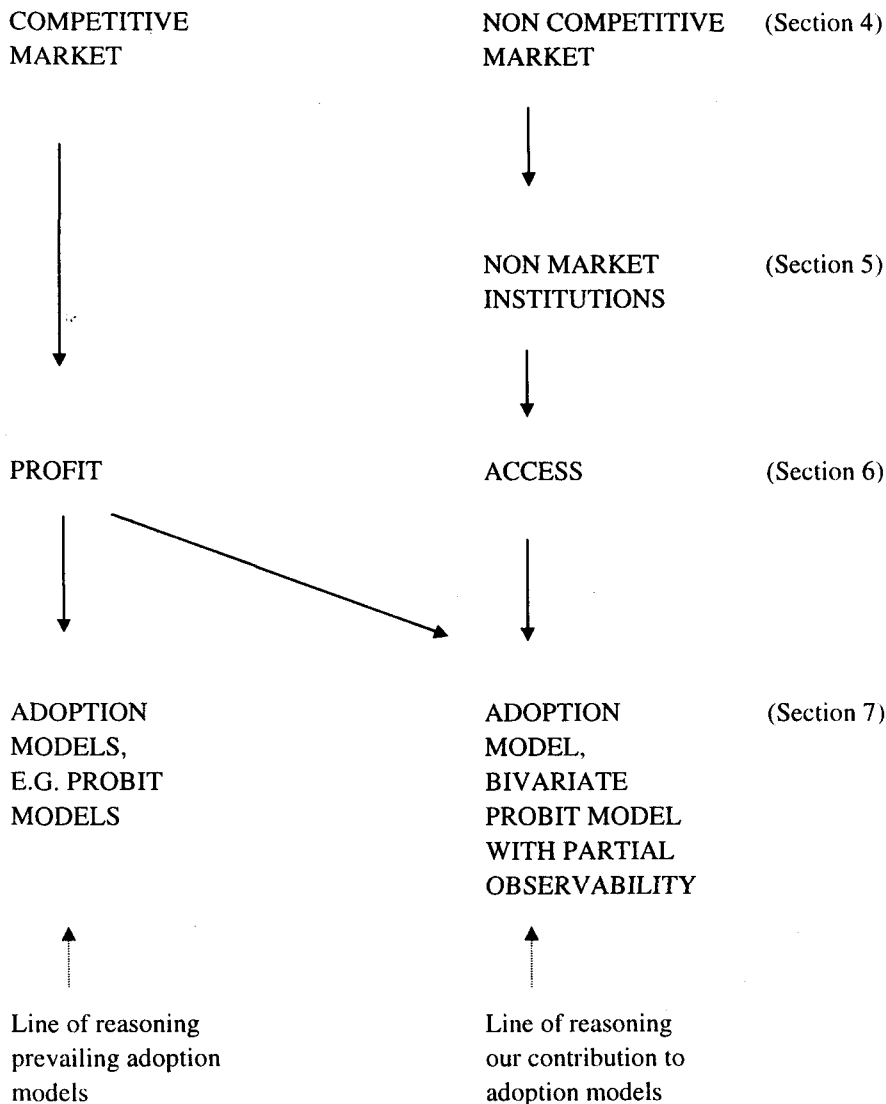 COMPETITIVE
MARKET
NON COMPETITIVE
MARKET
(Section 4)
NON MARKET
INSTITUTIONS
(Section 5)
PROFIT
ACCESS
(Section 6)
ADOPTION
MODELS,
E.G. PROBIT
MODELS
ADOPTION
MODEL,
BIVARIATE
PROBIT MODEL
WITH PARTIAL
OBSERVABILITY
(Section 7)
Line of reasoning
prevailing adoption
models
Line of reasoning
our contribution to
adoption models